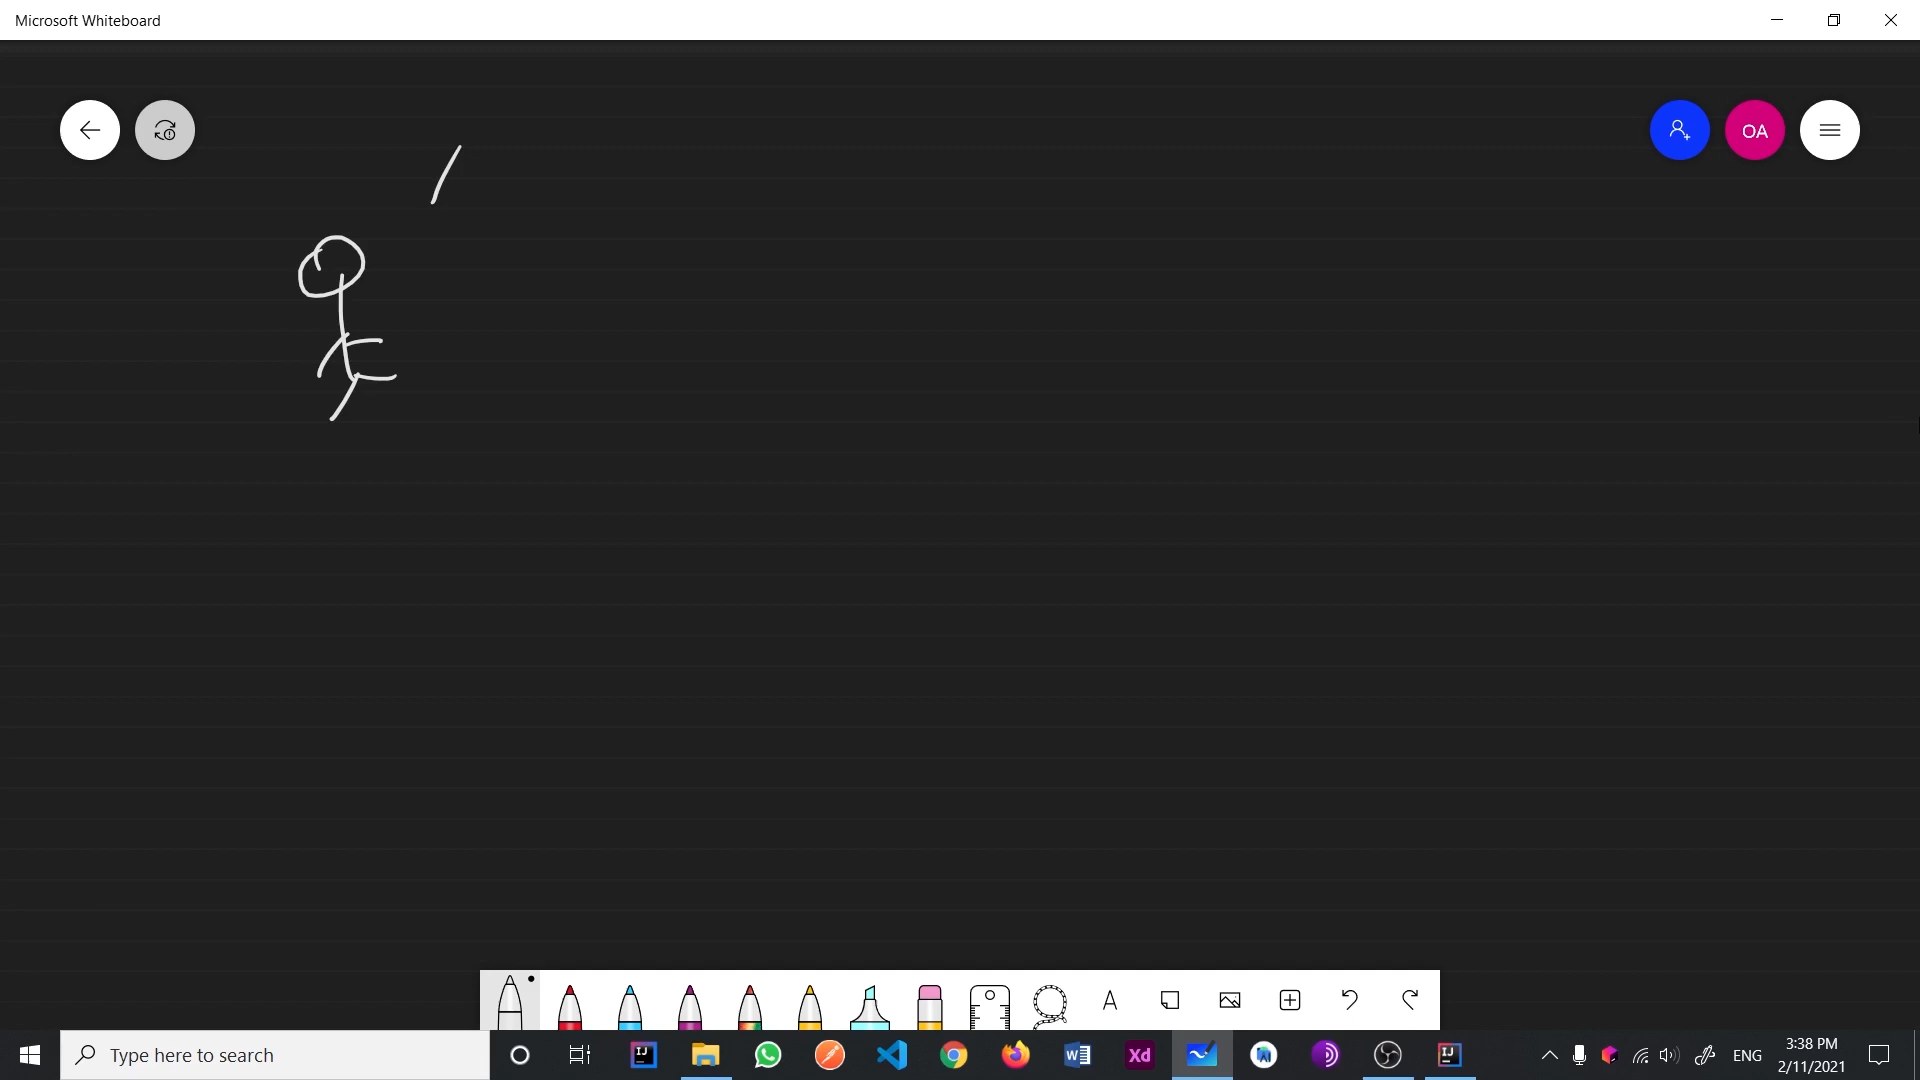 Microsoft Whiteboard
OA
Type here to search
ENG
3:38 PM
2/11/2021